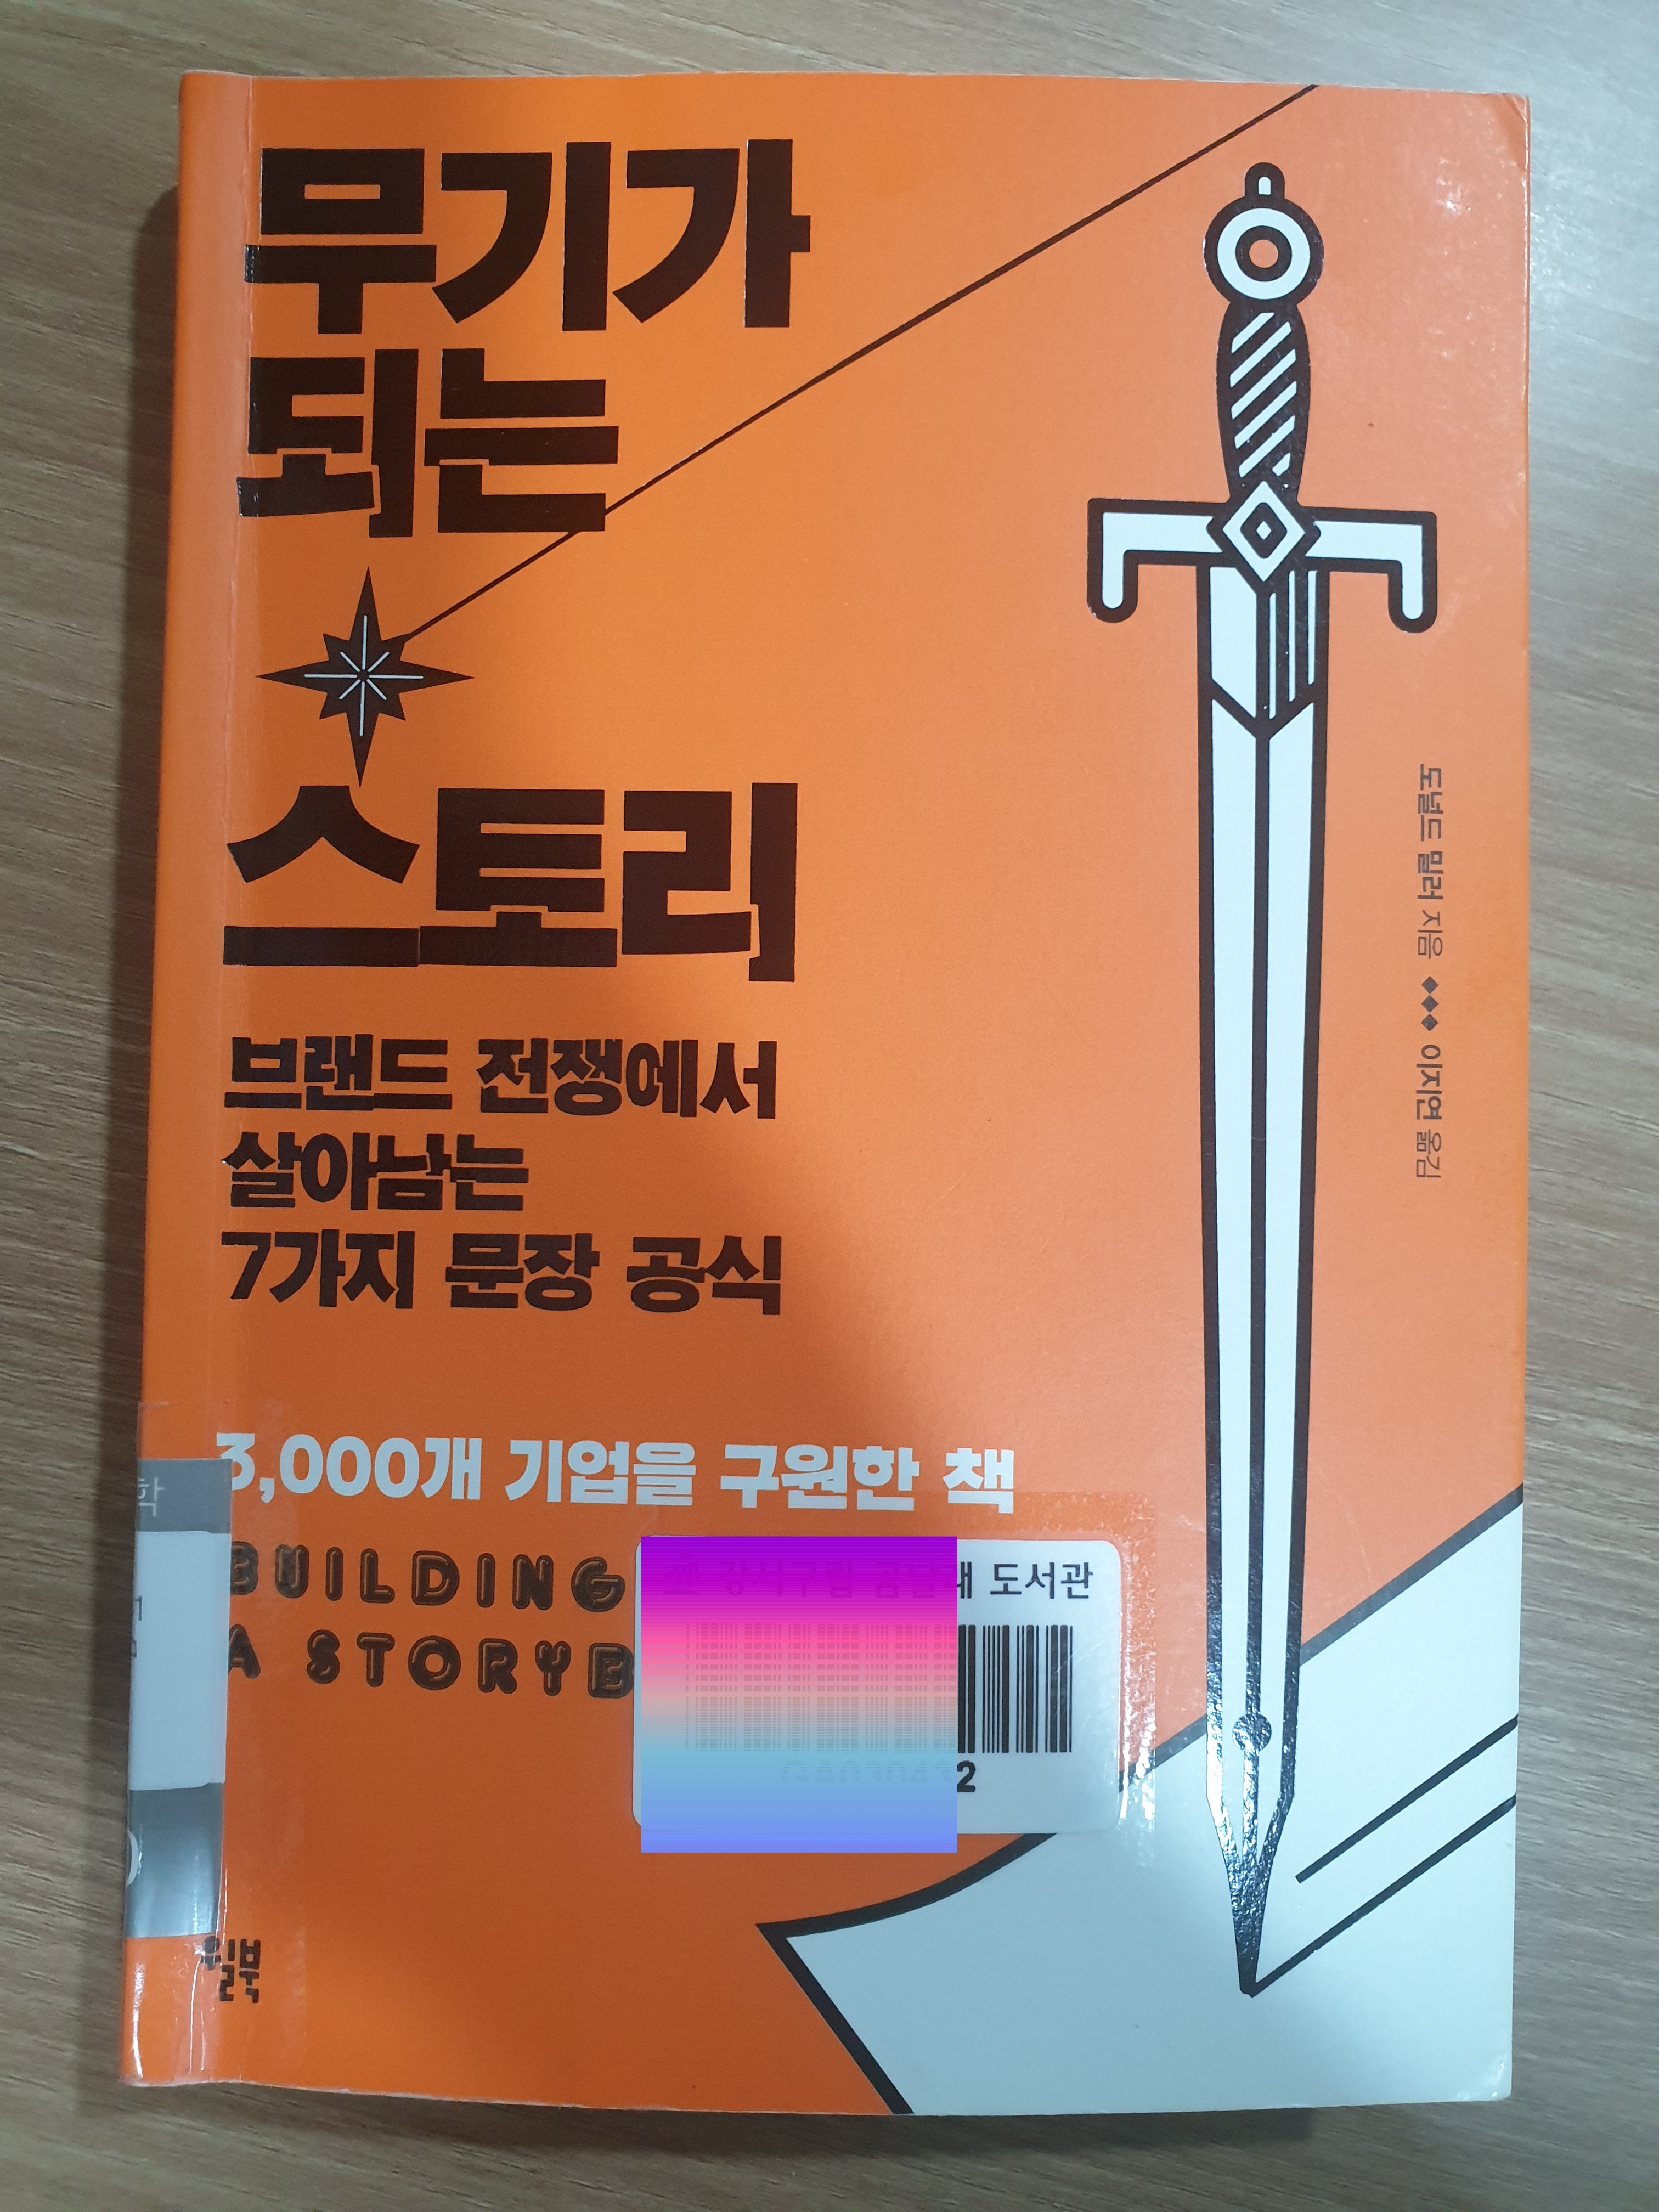 무기가
되는
스토리
브랜드 전쟁에서
살아남는
7가지 문장 공식
3,000개 기업을 구원한 책
BUILDING
A STORYB
도널드 밀러 지음 ◆◆◆ 이지연 옮김
도서관
2
학
윌북